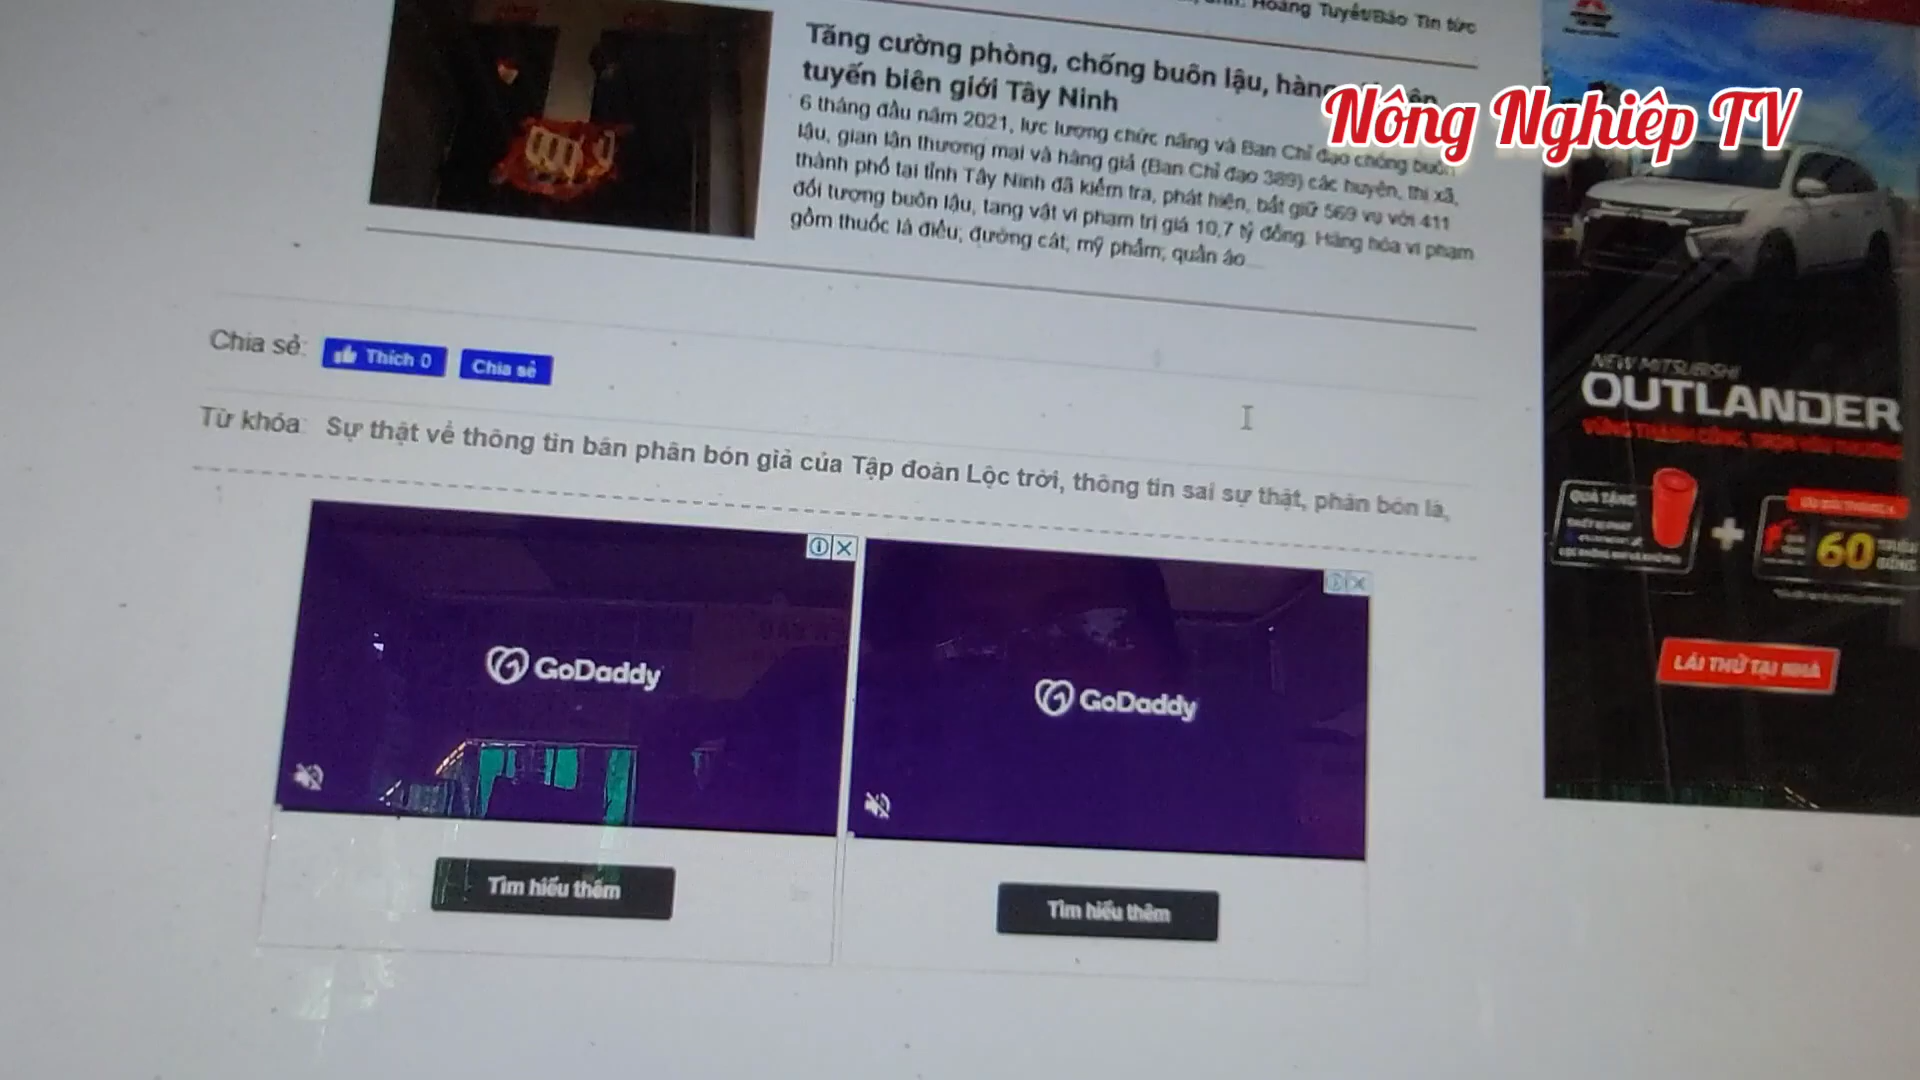 Hoàng Tuyết/Báo Tin tức
Tăng cường phòng, chống buôn lậu, hàng
tuyến biên giới Tây Ninh
6 tháng đầu năm 2021, lực lượng chức năng và Ban Chỉ đạo chống buôn
lậu, gian lận thương mại và hàng giả (Ban Chỉ đạo 389) các huyện, thị xã,
thành phố tại tỉnh Tây Ninh đã kiểm tra, phát hiện, bắt giữ 569 vụ với 411
đối tượng buôn lậu, tang vật vi phạm trị giá 10,7 tỷ đồng. Hàng hóa vi phạm
gồm thuốc lá điếu; đường cát; mỹ phẩm; quần áo...
Nông Nghiệp TV
Chia sẻ:
Thích 0
Chia sẻ
Từ khóa: Sự thật về thông tin bán phân bón giả của Tập đoàn Lộc trời, thông tin sai sự thật, phân bón lá,
GoDaddy
Tìm hiểu thêm
GoDaddy
Tìm hiểu thêm
NEW MITSUBISHI
OUTLANDER
QUÀ TẶNG
+
60
TRIỆU
ĐỒNG
LÁI THỬ TẠI NHÀ